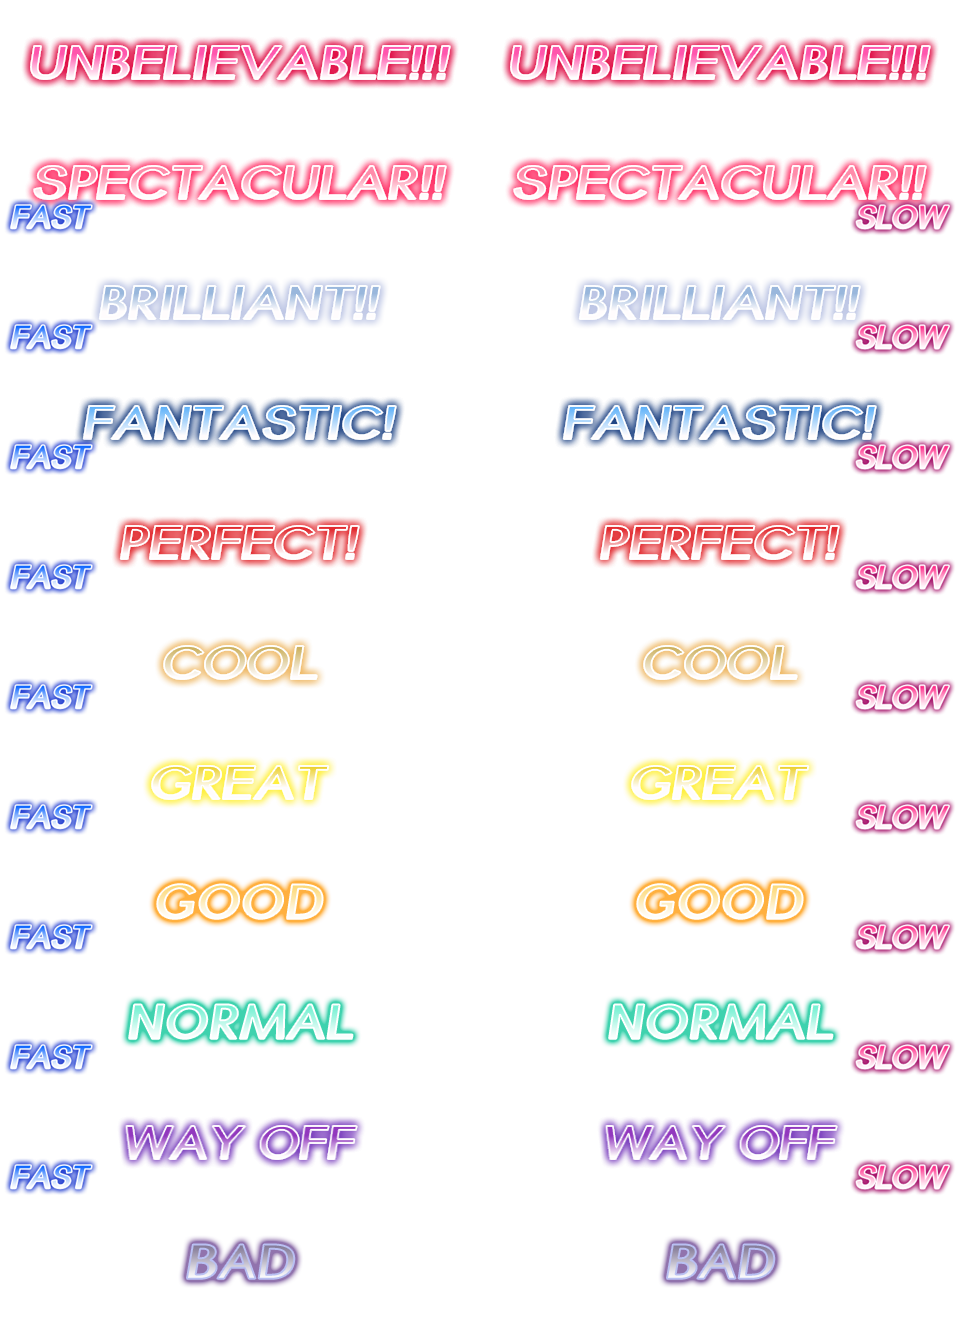 UNBELIEVABLE!!! UNBELIEVABLE!!!
SPECTACULAR!! SPECTACULAR!!
FAST SLOW
BRILLIANT!! BRILLIANT!!
FAST SLOW
FANTASTIC! FANTASTIC!
FAST SLOW
PERFECT! PERFECT!
FAST SLOW
COOL COOL
FAST SLOW
GREAT GREAT
FAST SLOW
GOOD GOOD
FAST SLOW
NORMAL NORMAL
FAST SLOW
WAY OFF WAY OFF
FAST SLOW
BAD BAD